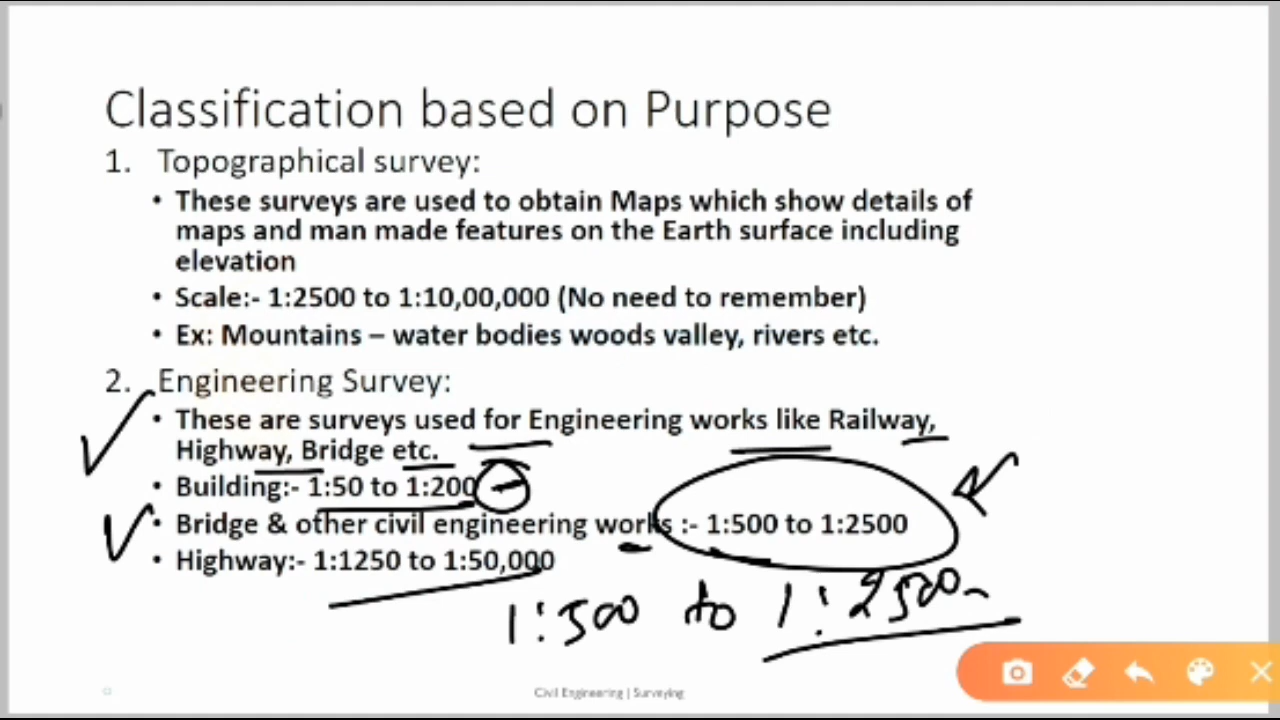 Classification based on Purpose
1. Topographical survey:
• These surveys are used to obtain Maps which show details of
maps and man made features on the Earth surface including
elevation
• Scale:- 1:2500 to 1:10,00,000 (No need to remember)
• Ex: Mountains – water bodies woods valley, rivers etc.
2. Engineering Survey:
• These are surveys used for Engineering works like Railway,
Highway, Bridge etc.
• Building:- 1:50 to 1:200
• Bridge & other civil engineering works :- 1:500 to 1:2500
• Highway:- 1:1250 to 1:50,000
1:500 to 1:2500
Civil Engineering | Surveying